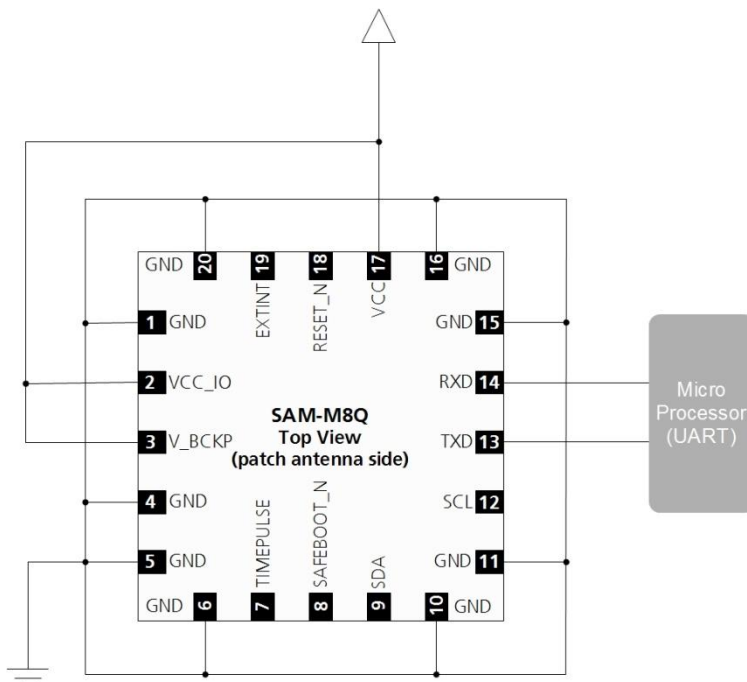 GND 20
19 EXTINT
18 RESET_N
17 VCC
16 GND
1 GND
GND 15
2 VCC_IO
RXD 14
SAM-M8Q
Top View
(patch antenna side)
3 V_BCKP
TXD 13
4 GND
SCL 12
5 GND
GND 11
GND 6
TIMEPULSE 7
SAFEBOOT_N 8
SDA 9
10 GND
Micro
Processor
(UART)